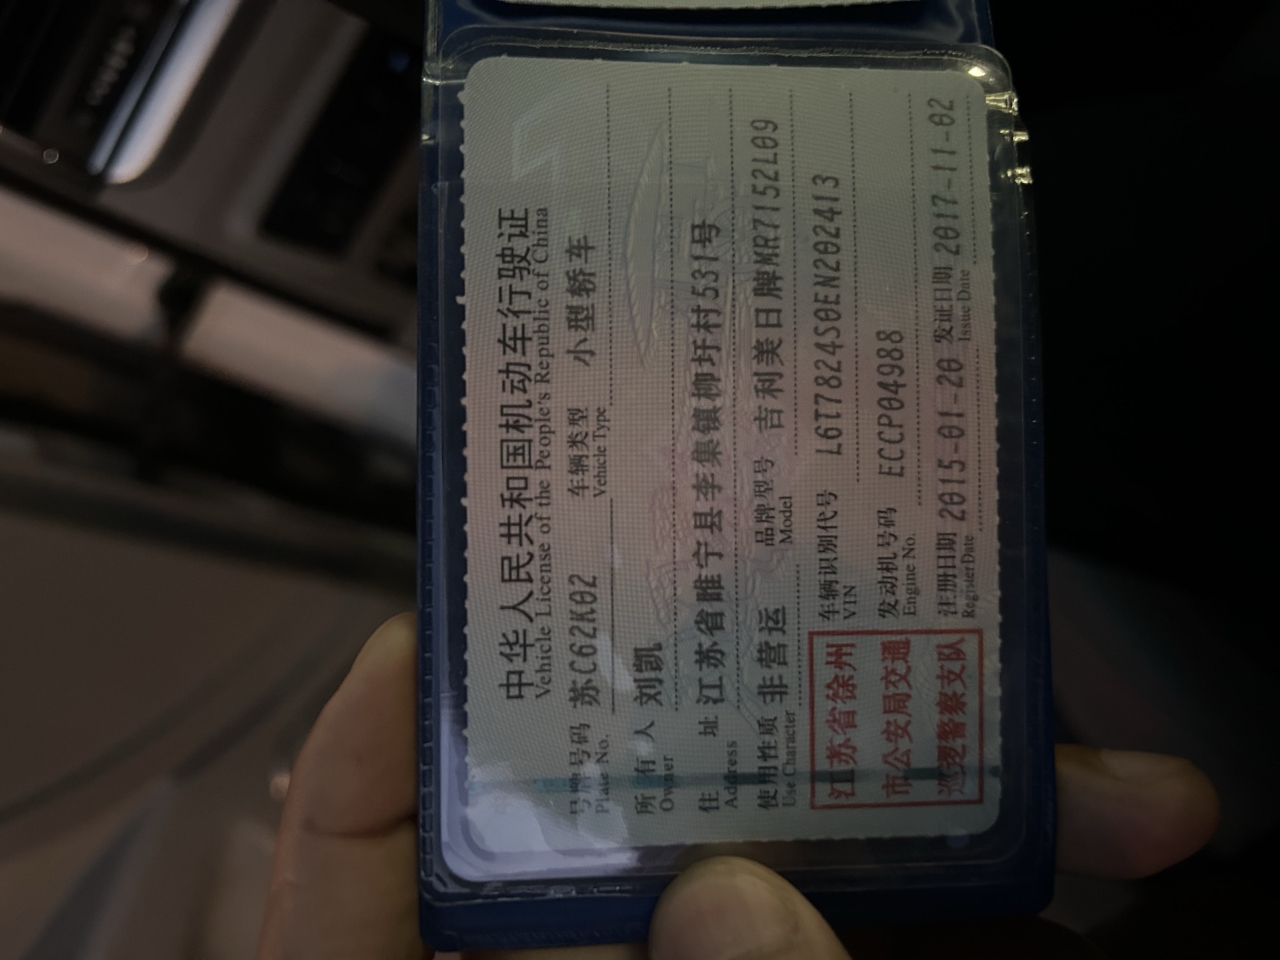 中华人民共和国机动车行驶证
Vehicle License of the People's Republic of China
号牌号码 苏C62K02 车辆类型 小型轿车
Plate No. Vehicle Type
所有人 刘凯
Owner
住址 江苏省睢宁县李集镇柳圩村531号
Address
使用性质 非营运 品牌型号 吉利美日牌MR7152L09
Use Character Model
江苏省徐州
市公安局交通
巡逻警察支队
车辆识别代号 L6T7824S0EN202413
VIN
发动机号码 ECCP04988
Engine No.
注册日期 2015-01-20 发证日期 2017-11-02
Register Date Issue Date